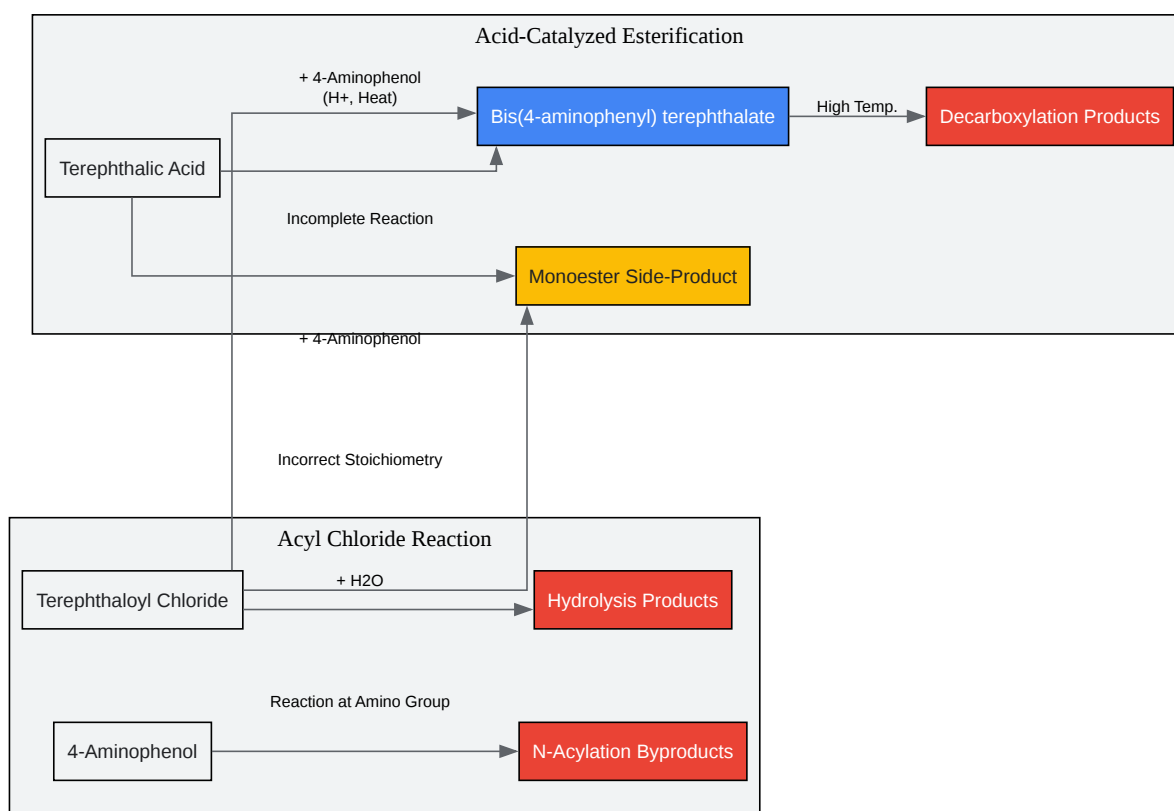 Acid-Catalyzed Esterification
+ 4-Aminophenol
(H+, Heat)
Bis(4-aminophenyl) terephthalate
High Temp.
Decarboxylation Products
Terephthalic Acid
Incomplete Reaction
Monoester Side-Product
+ 4-Aminophenol
Incorrect Stoichiometry
Acyl Chloride Reaction
Terephthaloyl Chloride
+ H2O
Hydrolysis Products
Reaction at Amino Group
4-Aminophenol
N-Acylation Byproducts